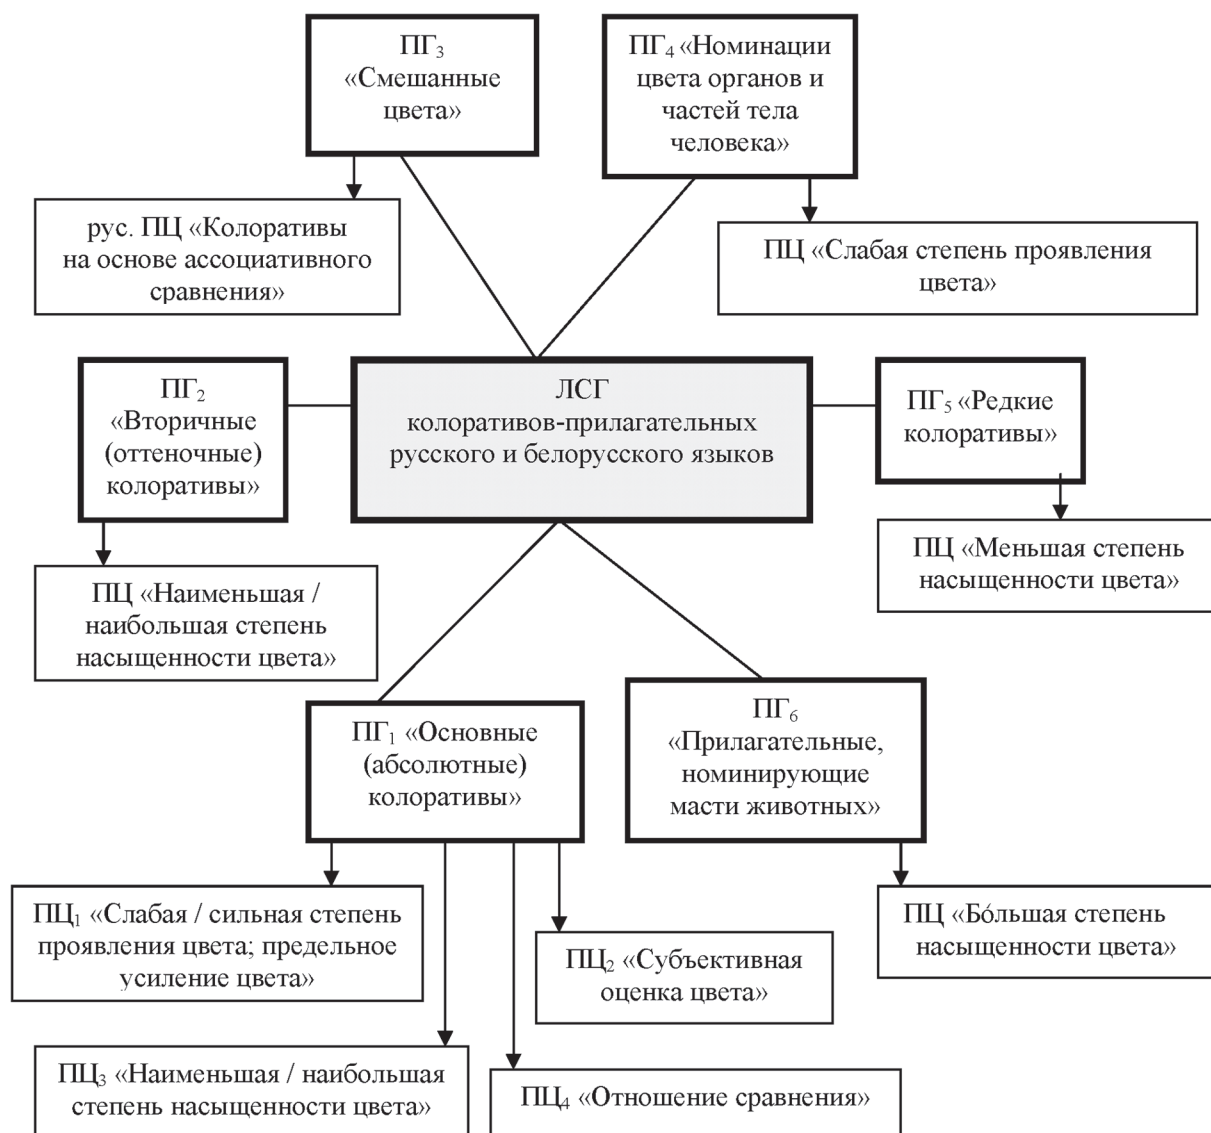 ПГ₃
«Смешанные
цвета»
ПГ₄ «Номинации
цвета органов и
частей тела
человека»
рус. ПЦ «Колоративы
на основе ассоциативного
сравнения»
ПЦ «Слабая степень проявления
цвета»
ПГ₂
«Вторичные
(оттеночные)
колоративы»
ЛСГ
колоративов-прилагательных
русского и белорусского языков
ПГ₅ «Редкие
колоративы»
ПЦ «Меньшая степень
насыщенности цвета»
ПЦ «Наименьшая /
наибольшая степень
насыщенности цвета»
ПГ₁ «Основные
(абсолютные)
колоративы»
ПГ₆
«Прилагательные,
номинирующие
масти животных»
ПЦ₁ «Слабая / сильная степень
проявления цвета; предельное
усиление цвета»
ПЦ₂ «Субъективная
оценка цвета»
ПЦ «Бо́льшая степень
насыщенности цвета»
ПЦ₃ «Наименьшая / наибольшая
степень насыщенности цвета»
ПЦ₄ «Отношение сравнения»